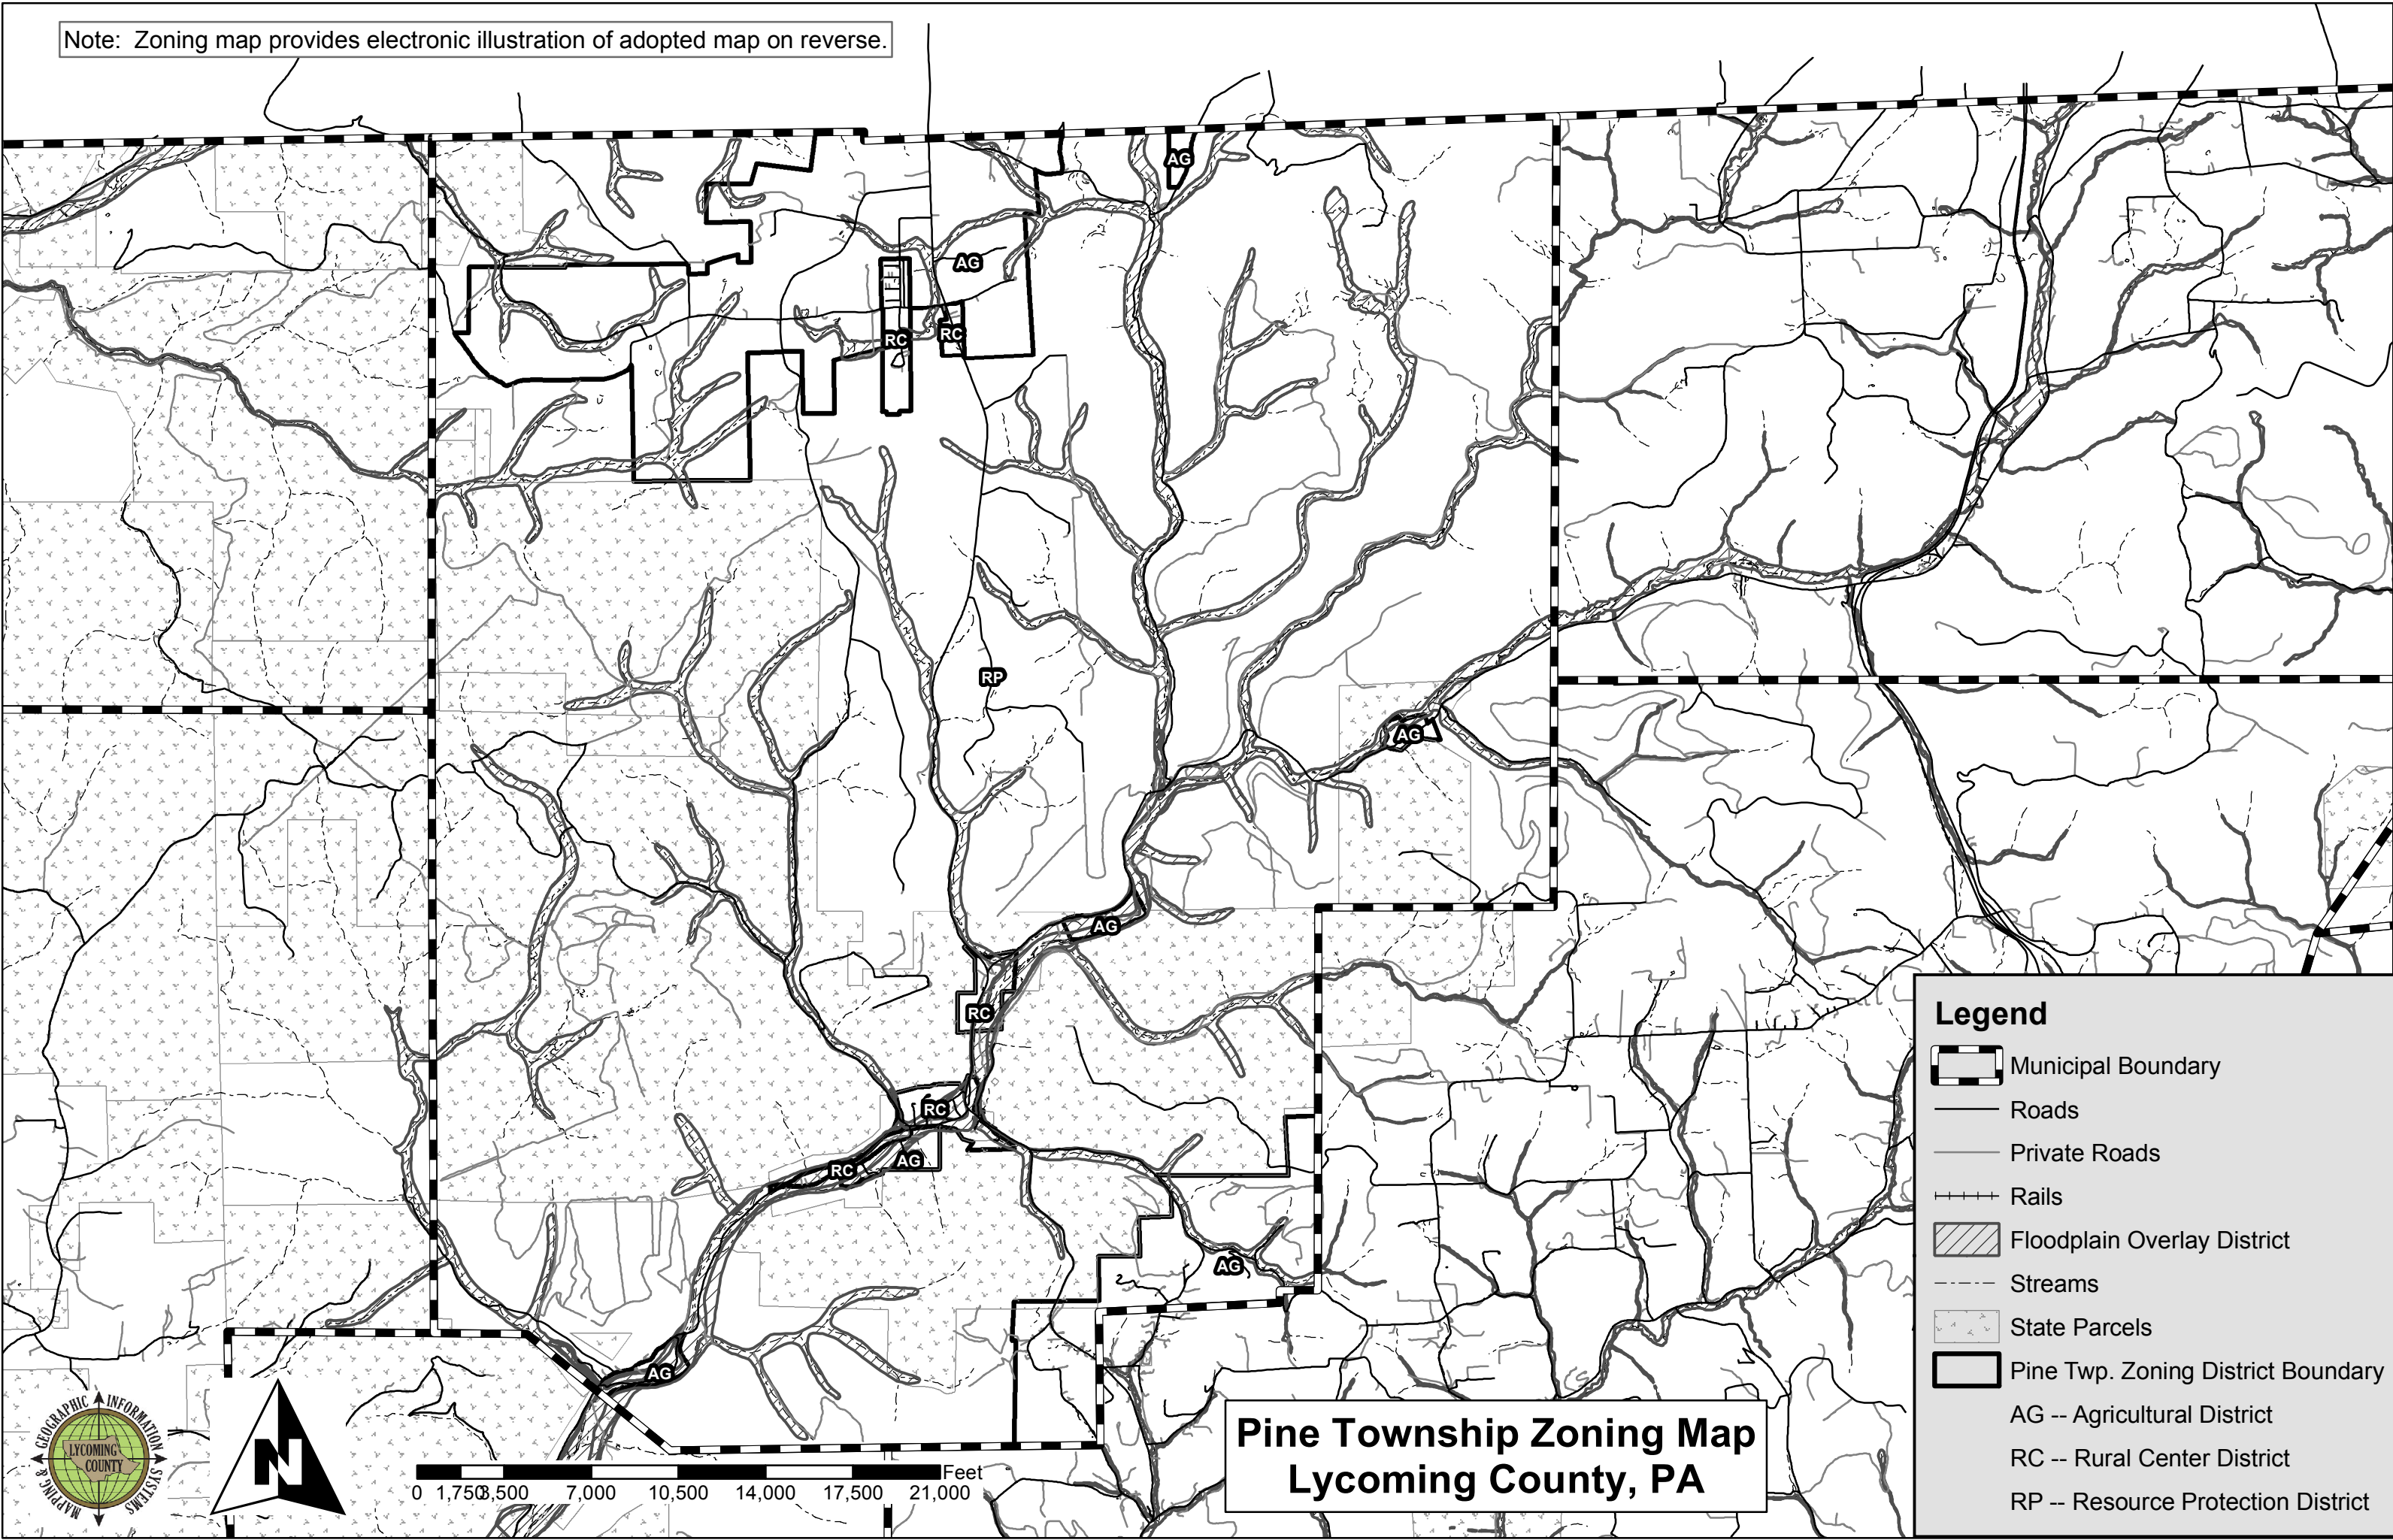 Note: Zoning map provides electronic illustration of adopted map on reverse.
AG
AG
RC
RC
RP
AG
AG
RC
RC
RC
AG
AG
AG
Legend
Municipal Boundary
Roads
Private Roads
Rails
Floodplain Overlay District
Streams
State Parcels
Pine Twp. Zoning District Boundary
AG -- Agricultural District
RC -- Rural Center District
RP -- Resource Protection District
Pine Township Zoning Map
Lycoming County, PA
GEOGRAPHIC INFORMATION SYSTEMS
MAPPING &
LYCOMING
COUNTY
N
Feet
0 1,750 3,500 7,000 10,500 14,000 17,500 21,000